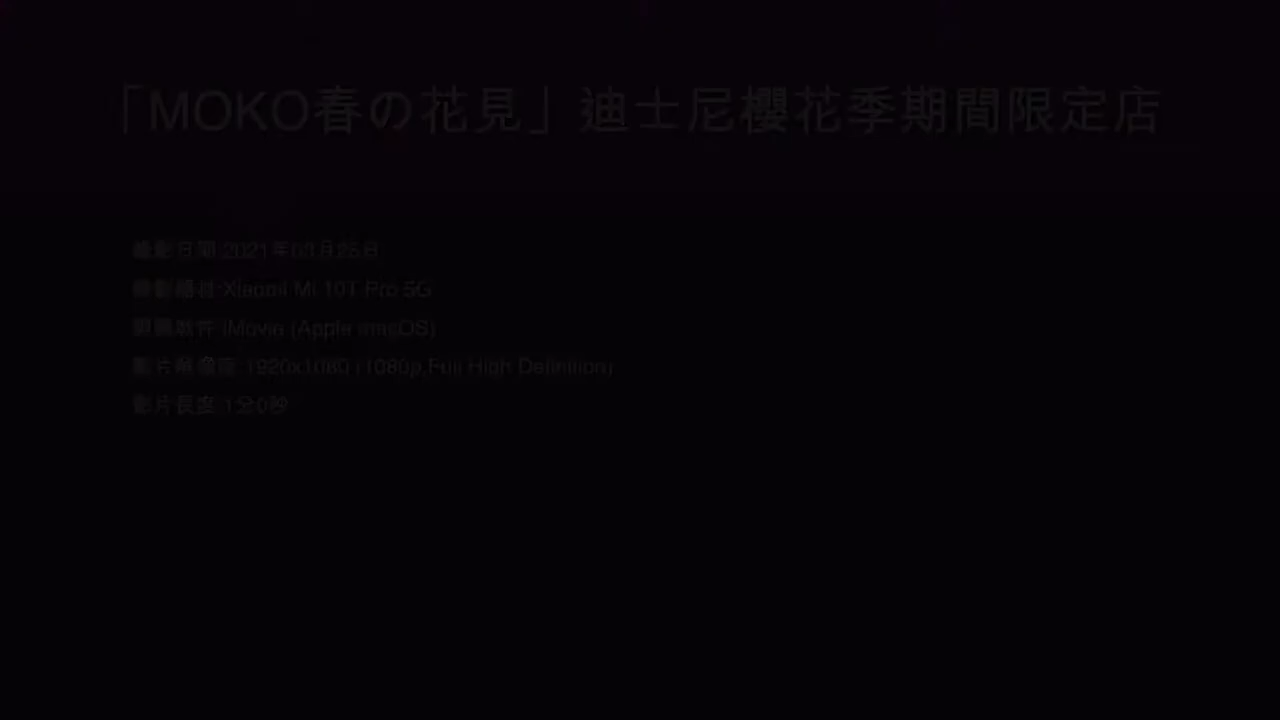 「MOKO春の花見」迪士尼櫻花季期間限定店
攝影日期:2021年03月25日
攝影器材:Xiaomi Mi 10T Pro 5G
剪輯軟件:iMovie (Apple macOS)
影片解像度:1920x1080 (1080p,Full High Definition)
影片長度:1分0秒